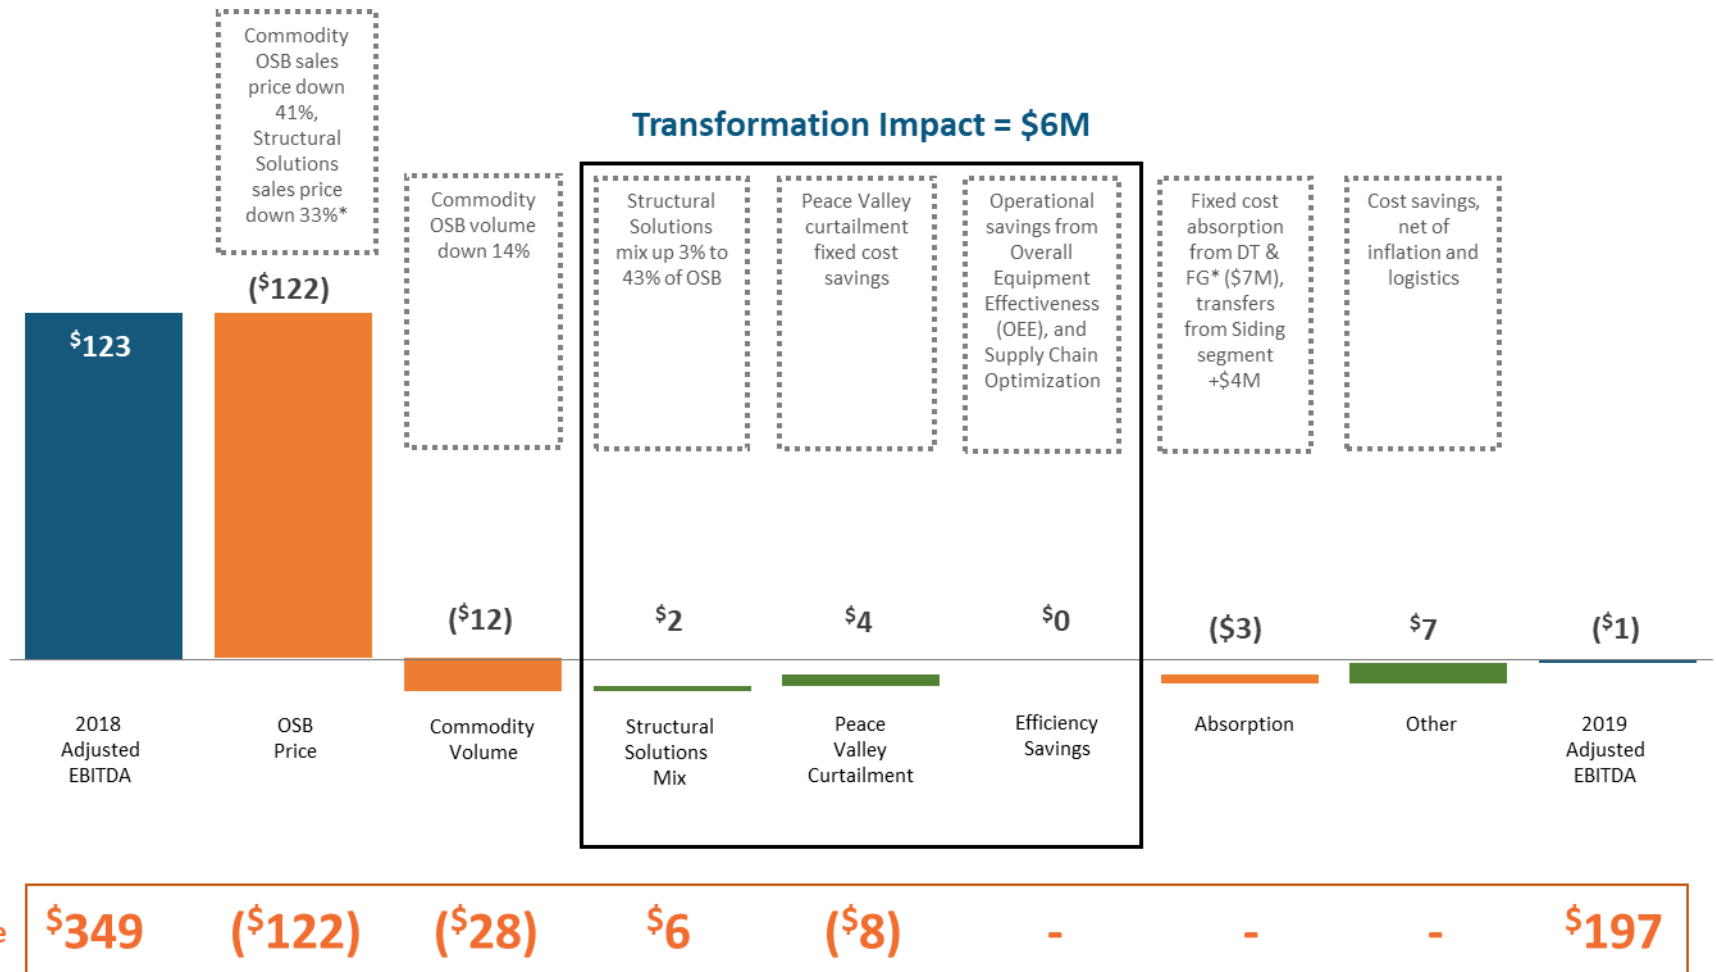 Commodity
OSB sales
price down
41%,
Structural
Solutions
sales price
down 33%*
Transformation Impact = $6M
Commodity
OSB volume
down 14%
Structural
Solutions
mix up 3% to
43% of OSB
Peace Valley
curtailment
fixed cost
savings
Operational
savings from
Overall
Equipment
Effectiveness
(OEE), and
Supply Chain
Optimization
Fixed cost
absorption
from DT &
FG* ($7M),
transfers
from Siding
segment
+$4M
Cost savings,
net of
inflation and
logistics
$123
($122)
($12)
$2
$4
$0
($3)
$7
($1)
2018
Adjusted
EBITDA
OSB
Price
Commodity
Volume
Structural
Solutions
Mix
Peace
Valley
Curtailment
Efficiency
Savings
Absorption
Other
2019
Adjusted
EBITDA
$349
($122)
($28)
$6
($8)
-
-
-
$197